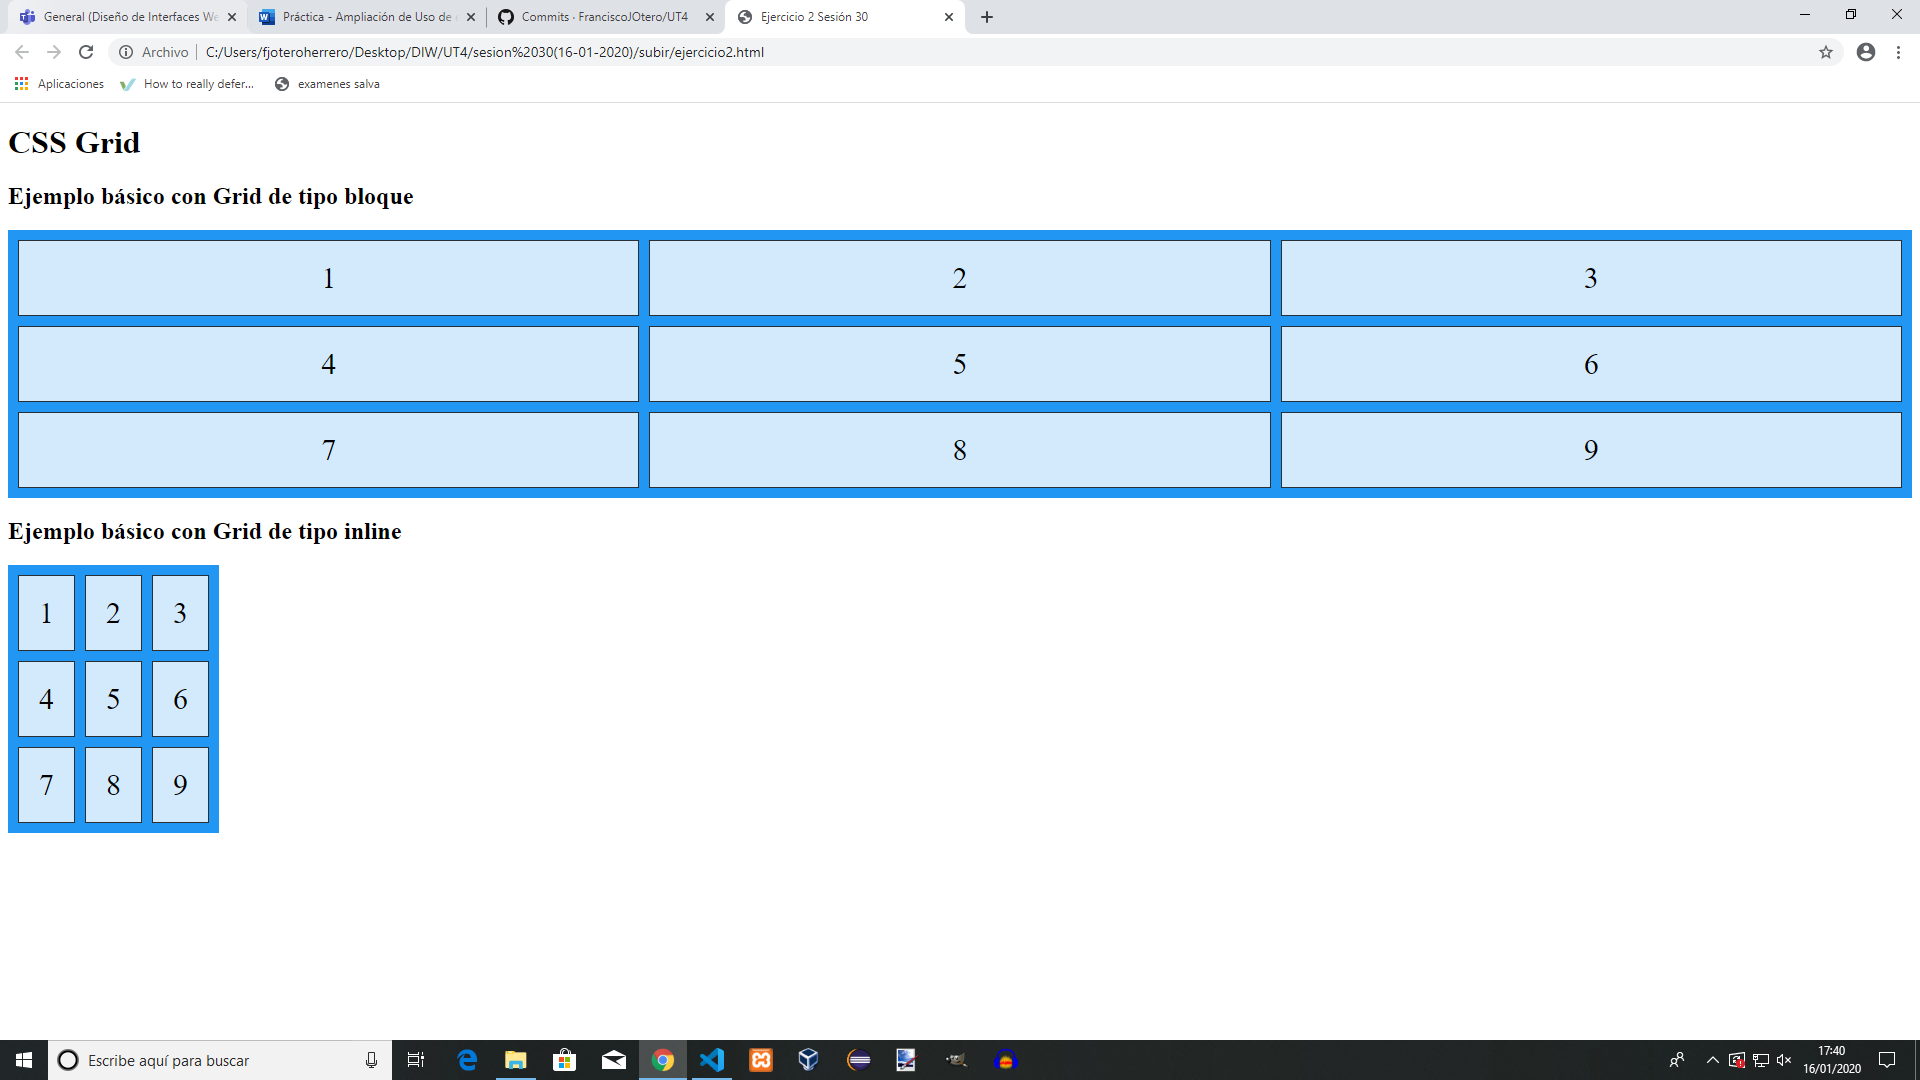 General (Diseño de Interfaces We
Práctica - Ampliación de Uso de
Commits · FranciscoJOtero/UT4
Ejercicio 2 Sesión 30
Archivo
C:/Users/fjoteroherrero/Desktop/DIW/UT4/sesion%2030(16-01-2020)/subir/ejercicio2.html
Aplicaciones
How to really defer...
examenes salva
CSS Grid
Ejemplo básico con Grid de tipo bloque
1 2 3
4 5 6
7 8 9
Ejemplo básico con Grid de tipo inline
1 2 3
4 5 6
7 8 9
Escribe aquí para buscar
17:40
16/01/2020